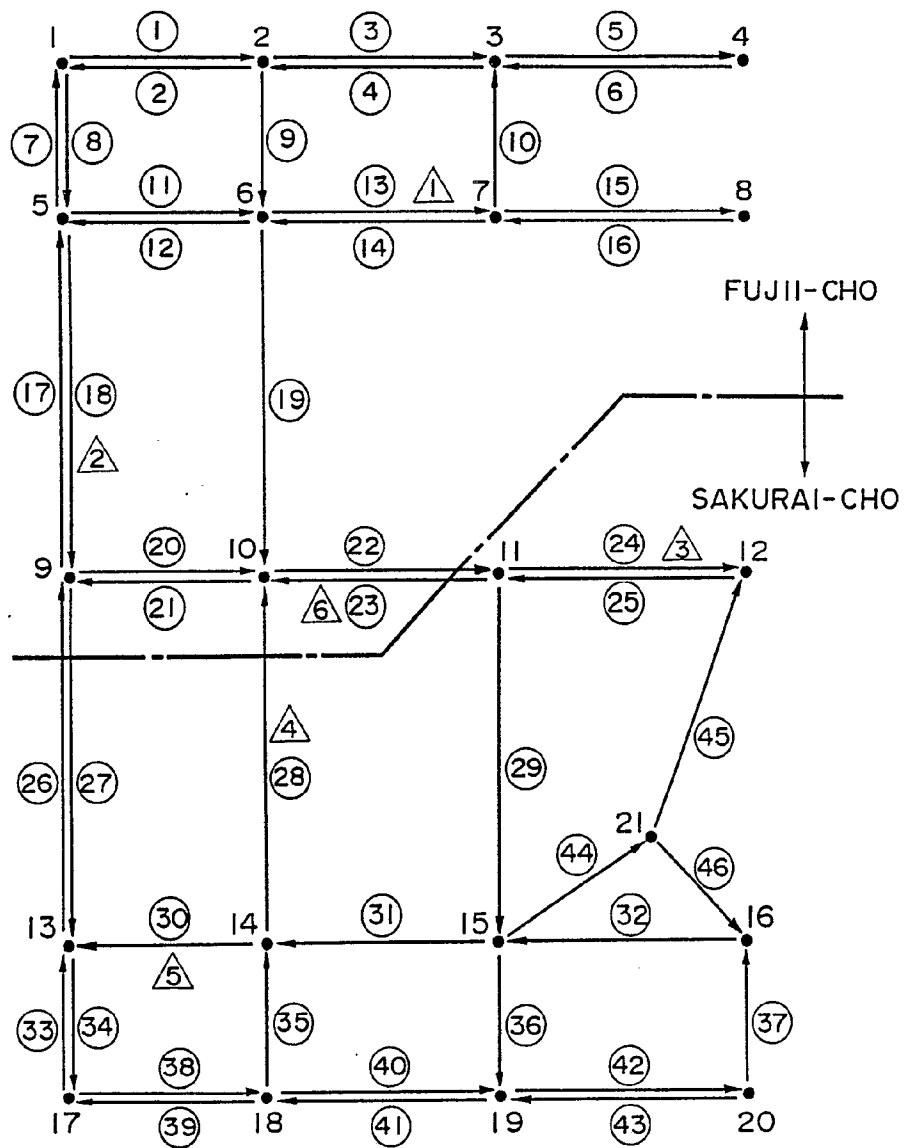 1 ① 2 ③ 3 ⑤ 4
② ④ ⑥
⑦ ⑧ ⑨ ⑩
5 ⑪ 6 ⑬ 1 7 ⑮ 8
⑫ ⑭ ⑯
FUJII-CHO
⑰ ⑱ ⑲
2
SAKURAI-CHO
9 ⑳ 10 ㉒ 11 ㉔ 3 12
㉑ 6 ㉓ ㉕
4
㉖ ㉗ ㉘ ㉙ ㊺
21 ㊹ ㊻
13 ㉚ 14 ㉛ 15 ㉜ 16
5
㉝ ㉞ ㉟ ㊱ ㊲
㊳ ㊵ ㊷
17 ㊴ 18 ㊶ 19 ㊸ 20